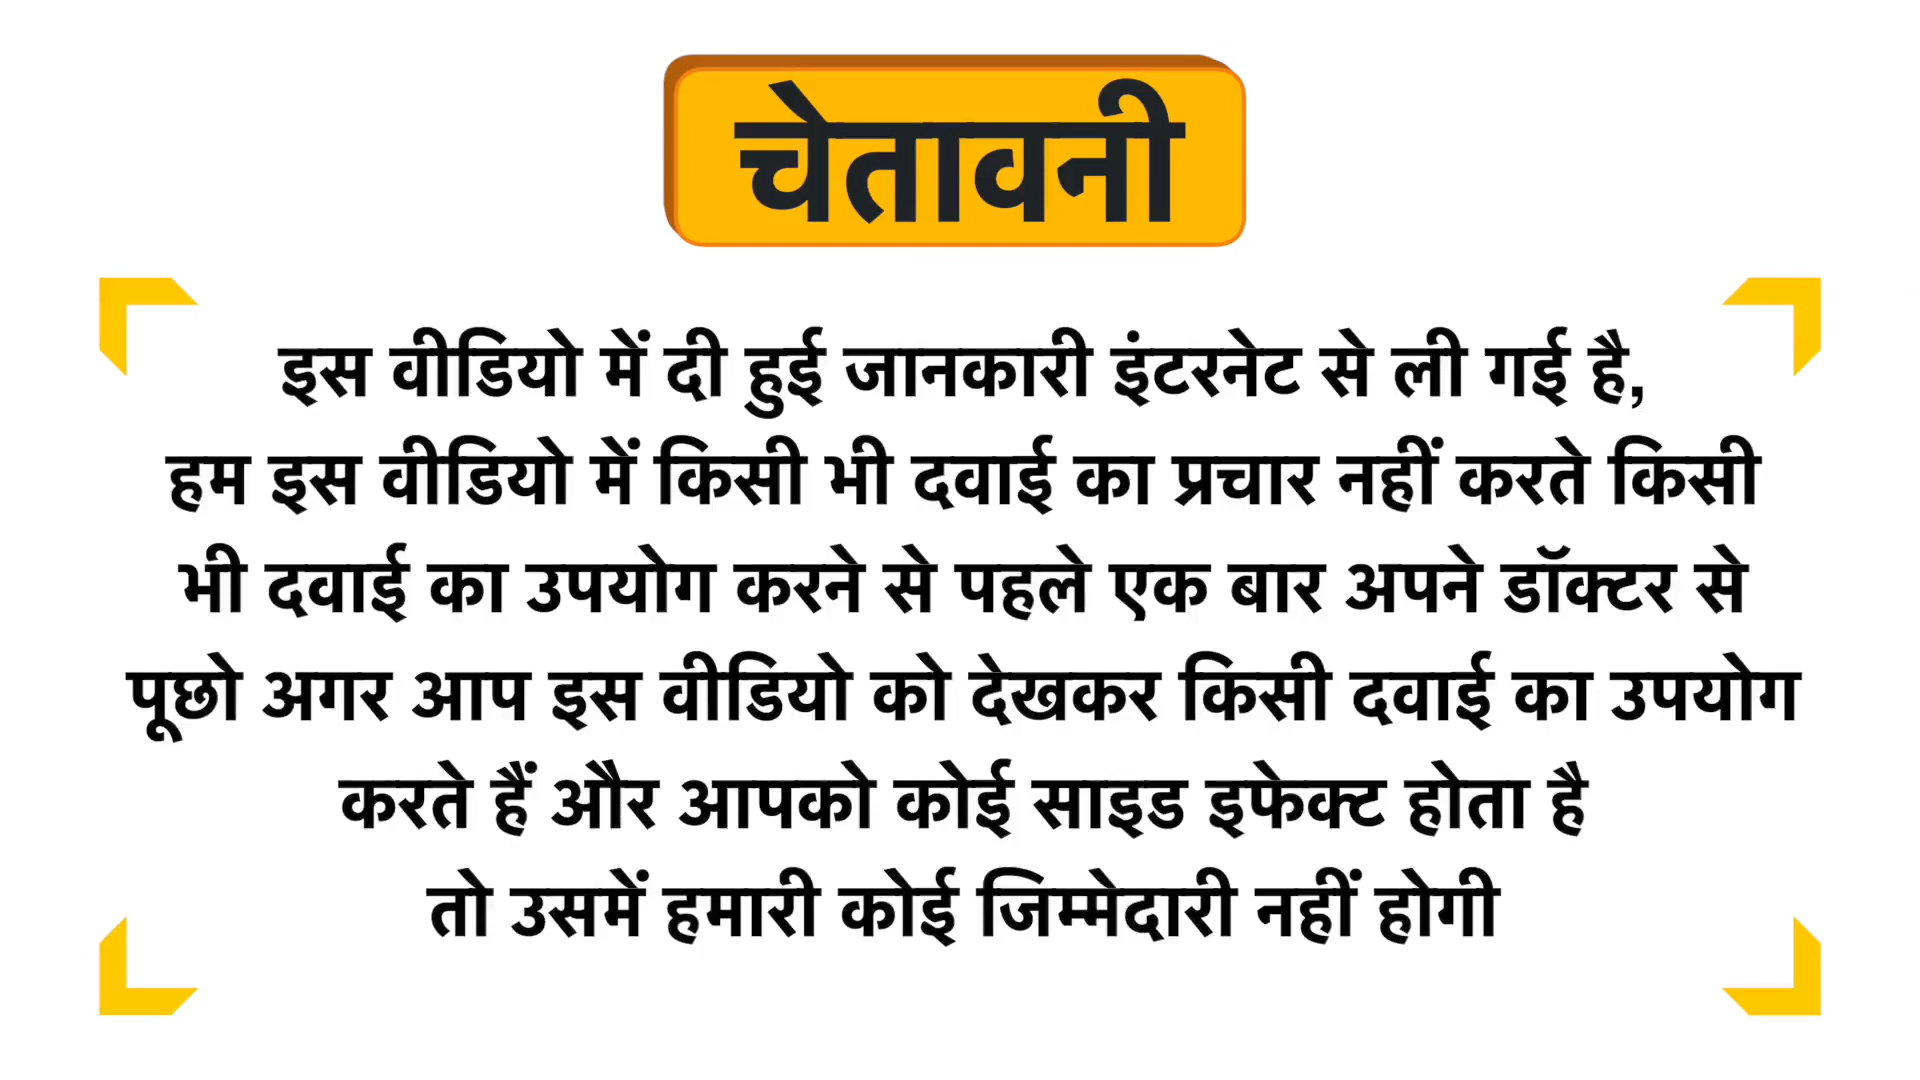 चेतावनी
इस वीडियो में दी हुई जानकारी इंटरनेट से ली गई है,
हम इस वीडियो में किसी भी दवाई का प्रचार नहीं करते किसी
भी दवाई का उपयोग करने से पहले एक बार अपने डॉक्टर से
पूछो अगर आप इस वीडियो को देखकर किसी दवाई का उपयोग
करते हैं और आपको कोई साइड इफेक्ट होता है
तो उसमें हमारी कोई जिम्मेदारी नहीं होगी